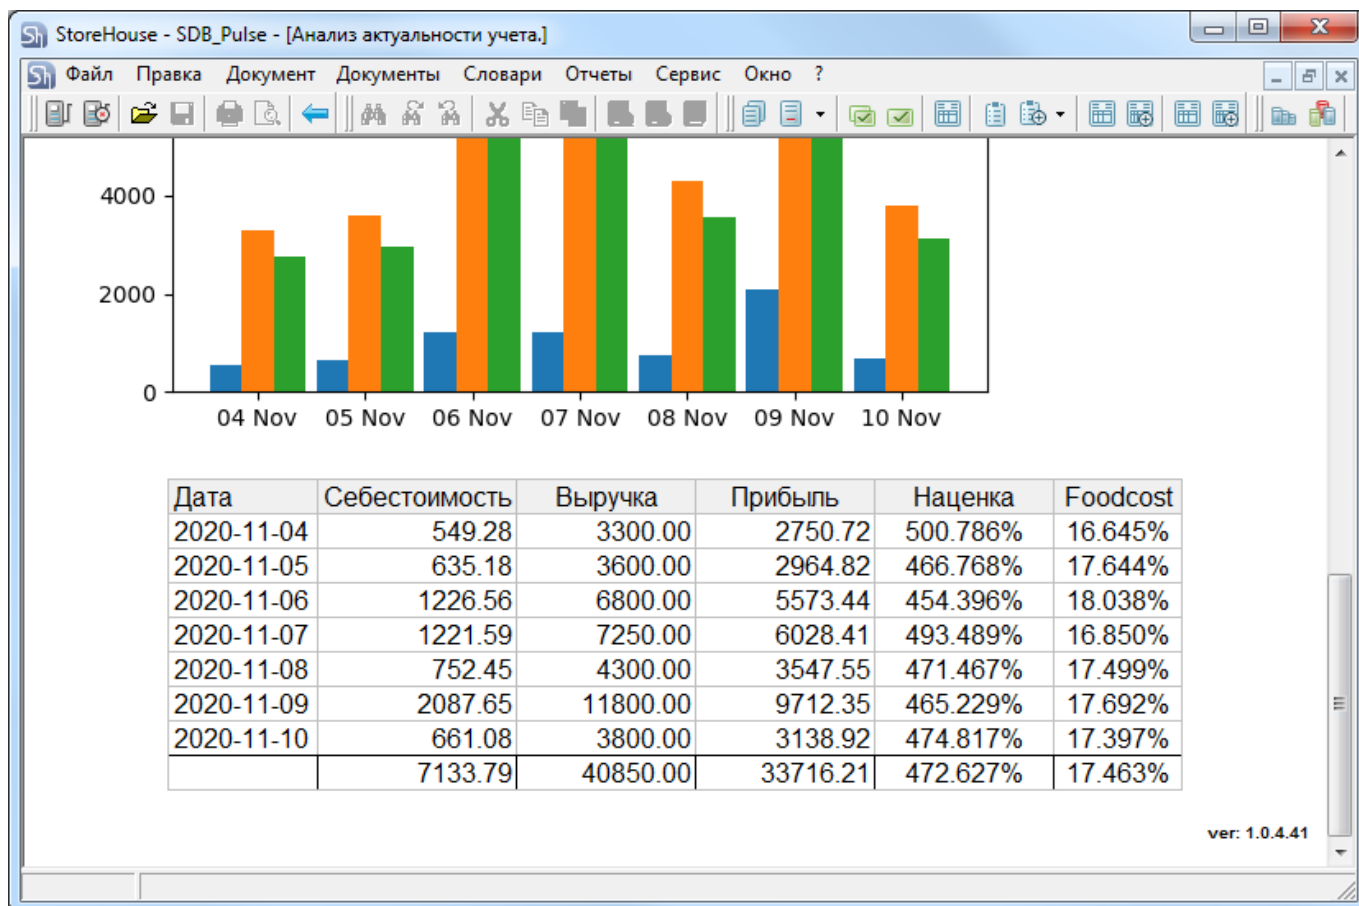 StoreHouse - SDB_Pulse - [Анализ актуальности учета.]
Файл Правка Документ Документы Словари Отчеты Сервис Окно ?
4000
2000
0
04 Nov 05 Nov 06 Nov 07 Nov 08 Nov 09 Nov 10 Nov
Дата Себестоимость Выручка Прибыль Наценка Foodcost
2020-11-04 549.28 3300.00 2750.72 500.786% 16.645%
2020-11-05 635.18 3600.00 2964.82 466.768% 17.644%
2020-11-06 1226.56 6800.00 5573.44 454.396% 18.038%
2020-11-07 1221.59 7250.00 6028.41 493.489% 16.850%
2020-11-08 752.45 4300.00 3547.55 471.467% 17.499%
2020-11-09 2087.65 11800.00 9712.35 465.229% 17.692%
2020-11-10 661.08 3800.00 3138.92 474.817% 17.397%
7133.79 40850.00 33716.21 472.627% 17.463%
ver: 1.0.4.41